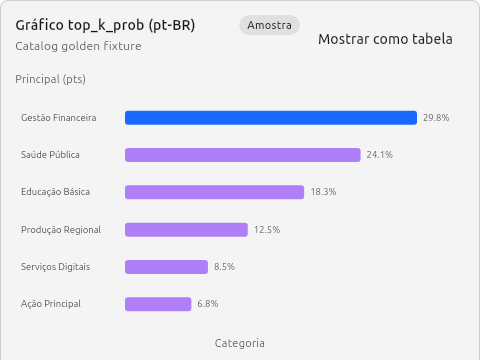 Gráfico top_k_prob (pt-BR)
Amostra
Catalog golden fixture
Mostrar como tabela
Principal (pts)
Gestão Financeira 29.8%
Saúde Pública 24.1%
Educação Básica 18.3%
Produção Regional 12.5%
Serviços Digitais 8.5%
Ação Principal 6.8%
Categoria